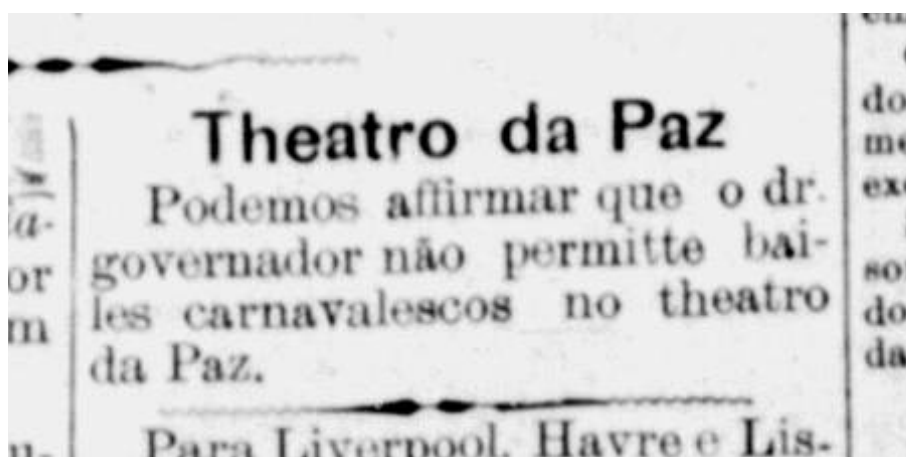 Theatro da Paz
Podemos affirmar que o dr.
governador não permitte bai-
les carnavalescos no theatro
da Paz.
Para Liverpool, Havre e Lis-